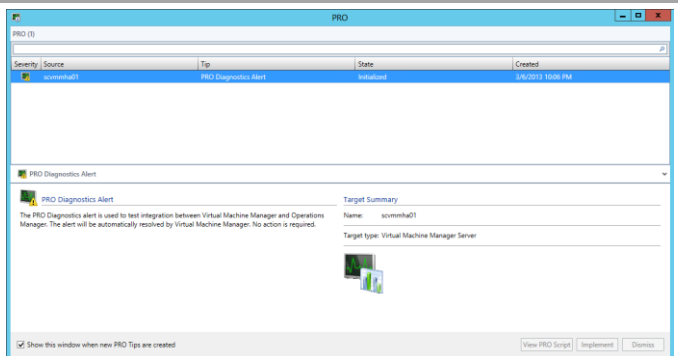 PRO
PRO (1)
Severity Source Tip State Created
scvmmha01 PRO Diagnostics Alert Initialized 3/6/2013 10:06 PM
PRO Diagnostics Alert
PRO Diagnostics Alert
The PRO Diagnostics alert is used to test integration between Virtual Machine Manager and Operations
Manager. The alert will be automatically resolved by Virtual Machine Manager. No action is required.
Target Summary
Name: scvmmha01
Target type: Virtual Machine Manager Server
Show this window when new PRO Tips are created
View PRO Script Implement Dismiss